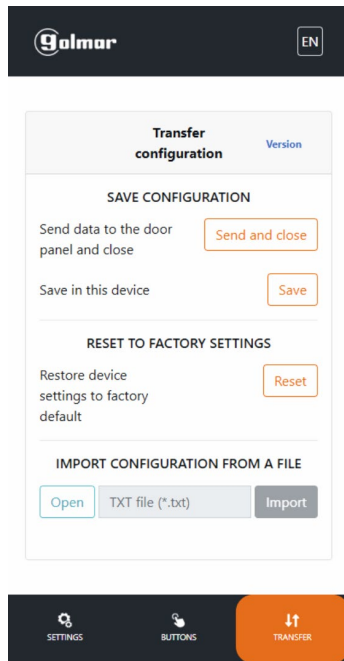 golmar
EN
Transfer
configuration
Version
SAVE CONFIGURATION
Send data to the door
panel and close
Send and close
Save in this device
Save
RESET TO FACTORY SETTINGS
Restore device
settings to factory
default
Reset
IMPORT CONFIGURATION FROM A FILE
Open
TXT file (*.txt)
Import
SETTINGS
BUTTONS
TRANSFER